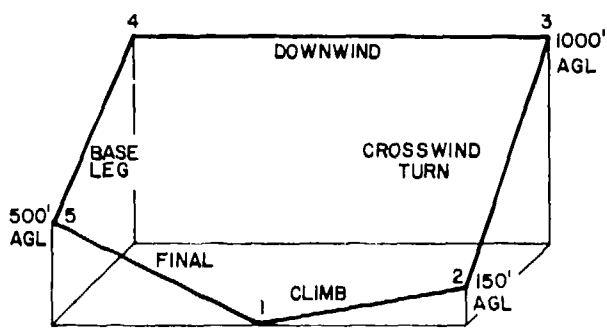 4
3
DOWNWIND
1000'
AGL
BASE
LEG
CROSSWIND
TURN
500'
AGL
5
FINAL
1
CLIMB
2
150'
AGL